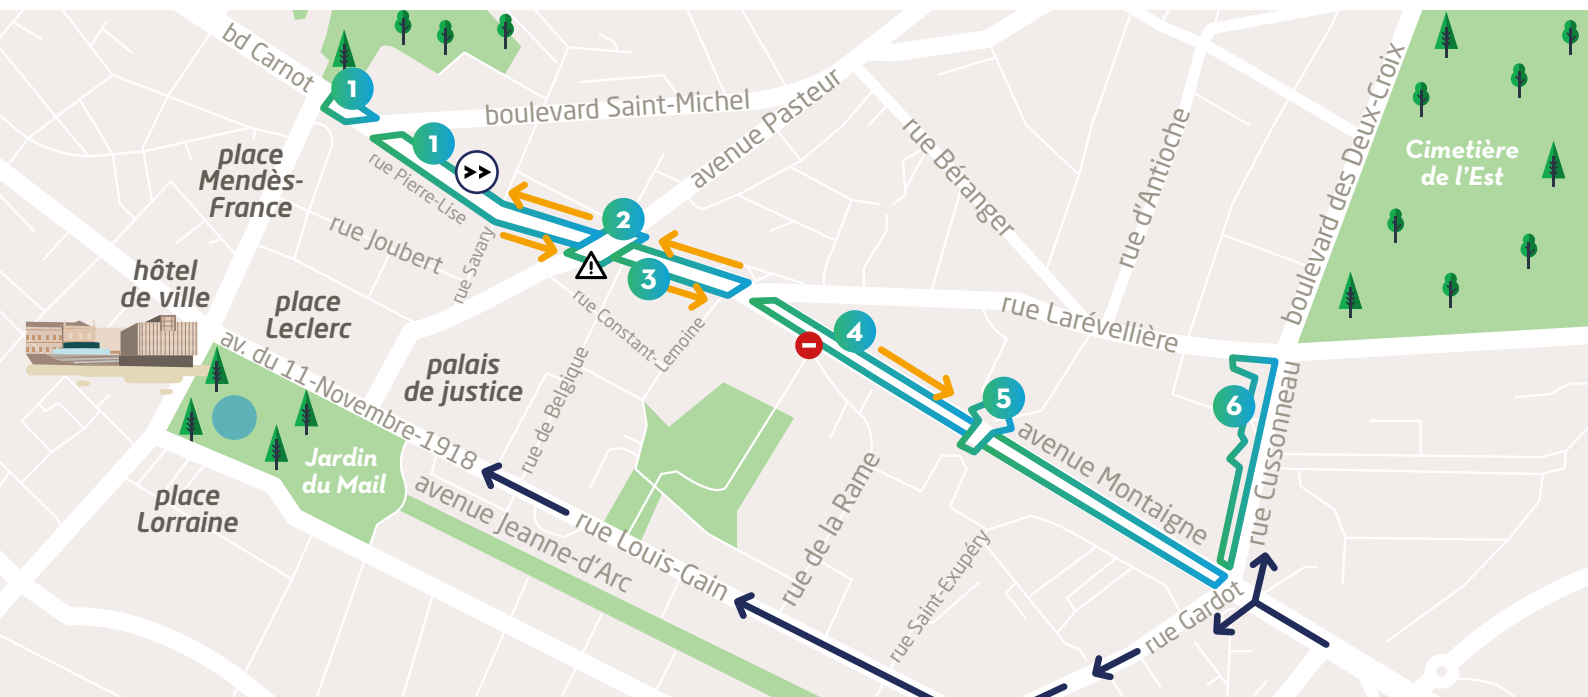 bd Carnot
1
boulevard Saint-Michel
avenue Pasteur
rue Béranger
rue d'Antioche
boulevard des Deux-Croix
Cimetière
de l'Est
place
Mendès-
France
1
>>
rue Pierre-Lise
rue Joubert
rue Savary
2
!
3
rue Constant-
Lemoine
hôtel
de ville
place
Leclerc
av. du 11-Novembre-1918
palais
de justice
rue de Belgique
4
5
6
rue Larévellière
avenue Montaigne
rue Cussonneau
Jardin
du Mail
place
Lorraine
avenue Jeanne-d'Arc
rue Louis-Gain
rue de la Rame
rue Saint-Exupéry
rue Gardot